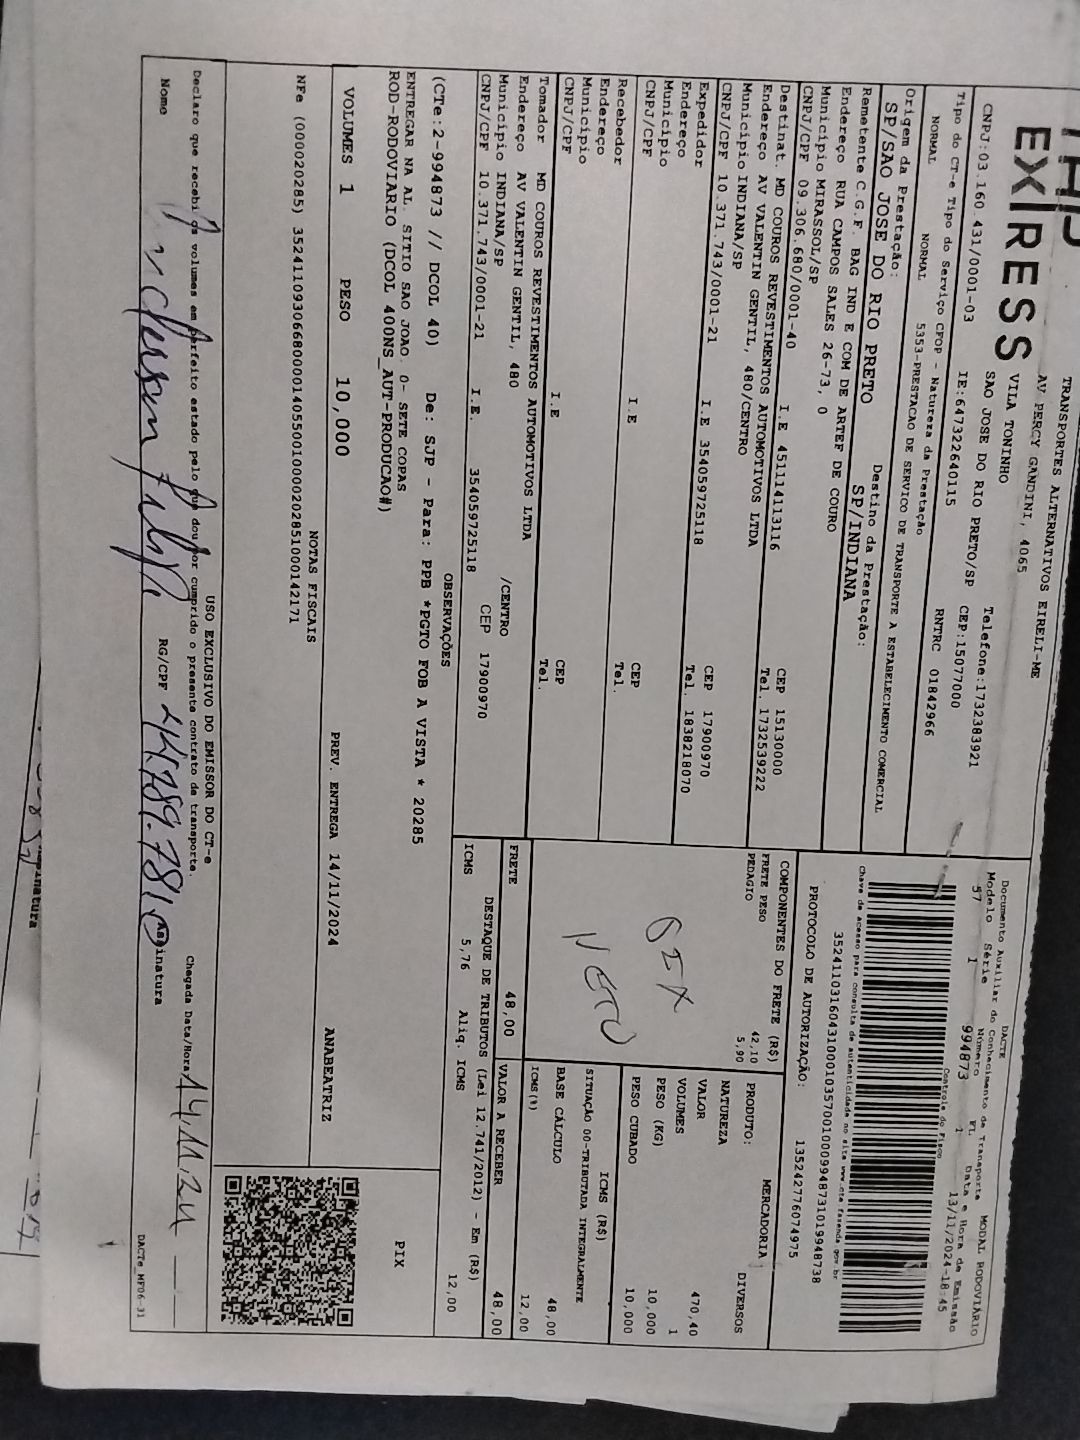 EXPRESS
TRANSPORTES ALTERNATIVOS EIRELI-ME
AV PERCY GANDINI, 4065
VILA TONINHO
SAO JOSE DO RIO PRETO/SP Telefone:1732383921
CNPJ:03.160.431/0001-03 IE:647322640115 CEP:15077000
Tipo do CT-e Tipo do Serviço CFOP - Natureza da Prestação RNTRC 01842966
NORMAL NORMAL 5353-PRESTACAO DE SERVICO DE TRANSPORTE A ESTABELECIMENTO COMERCIAL
Origem da Prestação: Destino da Prestação:
SP/SAO JOSE DO RIO PRETO SP/INDIANA
Remetente C.G.F. BAG IND E COM DE ARTEF DE COURO
Endereço RUA CAMPOS SALES 26-73, 0
Município MIRASSOL/SP CEP 15130000
CNPJ/CPF 09.306.680/0001-40 I.E 451114113116 Tel. 1732539222
Destinat. MD COUROS REVESTIMENTOS AUTOMOTIVOS LTDA
Endereço AV VALENTIN GENTIL, 480/CENTRO
Município INDIANA/SP CEP 17900970
CNPJ/CPF 10.371.743/0001-21 I.E 354059725118 Tel. 1838218070
Expedidor
Endereço
Município CEP
CNPJ/CPF I.E Tel.
Recebedor
Endereço
Município CEP
CNPJ/CPF I.E Tel.
Tomador MD COUROS REVESTIMENTOS AUTOMOTIVOS LTDA
Endereço AV VALENTIN GENTIL, 480 /CENTRO
Município INDIANA/SP CEP 17900970
CNPJ/CPF 10.371.743/0001-21 I.E. 354059725118
DACTE MODAL RODOVIÁRIO
Documento Auxiliar do Conhecimento de Transporte
Modelo Série Número FL Data e Hora de Emissão
57 1 994873 1 13/11/2024-18:45
Controle do Fisco
Chave de acesso para consulta de autenticidade no site www.cte.fazenda.gov.br
35241103160431000103570010009948731019948738
PROTOCOLO DE AUTORIZAÇÃO: 135242776074975
COMPONENTES DO FRETE (R$)
FRETE PESO 42,10
PEDAGIO 5,90
FRETE 48,00
PRODUTO: MERCADORIA
NATUREZA DIVERSOS
VALOR 470,40
VOLUMES 1
PESO (KG) 10,000
PESO CUBADO 10,000
ICMS (R$)
SITUAÇÃO 00-TRIBUTADA INTEGRALMENTE
BASE CÁLCULO 48,00
ICMS(%) 12,00
VALOR A RECEBER 48,00
DESTAQUE DE TRIBUTOS (Lei 12.741/2012) - Em (R$)
ICMS 5,76 Aliq. ICMS 12,00
OBSERVAÇÕES
(CTe:2-994873 // DCOL 40) De: SJP - Para: PPB *PGTO FOB A VISTA * 20285
ENTREGAR NA AL. SITIO SAO JOAO, 0- SETE COPAS
ROD-RODOVIARIO (DCOL 400NS_AUT-PRODUCAO#)
VOLUMES 1 PESO 10,000 PREV. ENTREGA 14/11/2024 ANABEATRIZ
PIX
NOTAS FISCAIS
NFe (000020285) 35241109306680000140550010000202851000142171
USO EXCLUSIVO DO EMISSOR DO CT-e
Declaro que recebi os volumes em perfeito estado pelo que dou por cumprido o presente contrato de transporte.
Chegada Data/Hora 14.11.24
Nome RG/CPF Assinatura
DACTe_MF06-31